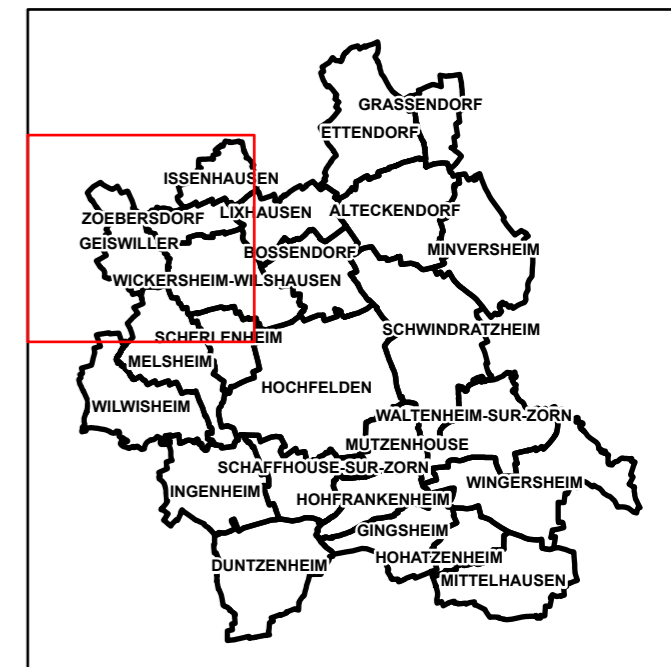 GRASSENDORF
ETTENDORF
ISSENHAUSEN
ZOEBERSDORF
LIXHAUSEN
ALTECKENDORF
GEISWILLER
BOSSENDORF
MINVERSHEIM
WICKERSHEIM-WILSHAUSEN
SCHERLENHEIM
SCHWINDRATZHEIM
MELSHEIM
HOCHFELDEN
WILWISHEIM
WALTENHEIM-SUR-ZORN
MUTZENHOUSE
SCHAFFHOUSE-SUR-ZORN
INGENHEIM
WINGERSHEIM
HOHFRANKENHEIM
GINGSHEIM
DUNTZENHEIM
HOHATZENHEIM
MITTELHAUSEN